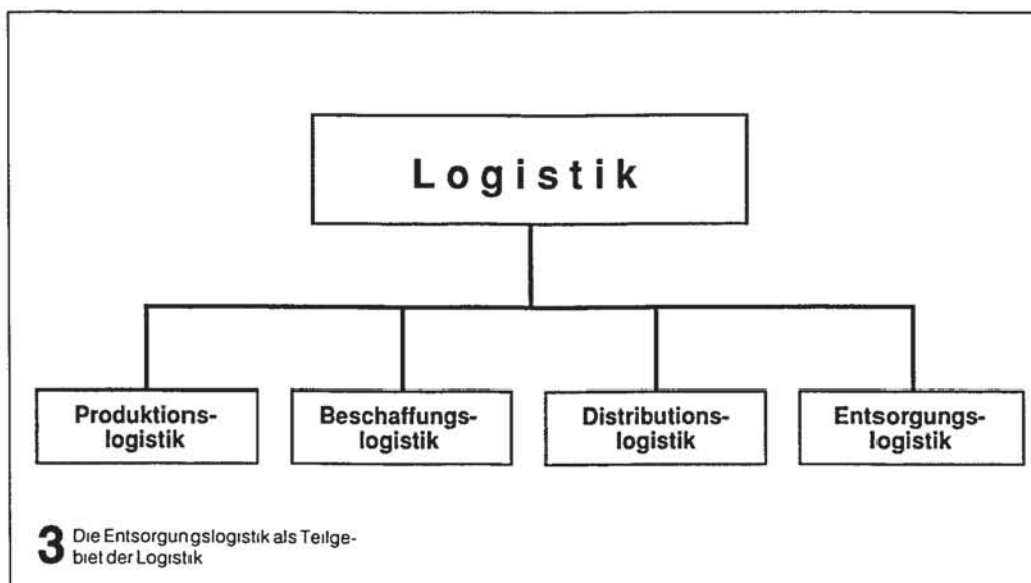 Logistik
Produktions-
logistik
Beschaffungs-
logistik
Distributions-
logistik
Entsorgungs-
logistik
3 Die Entsorgungslogistik als Teilge-
biet der Logistik